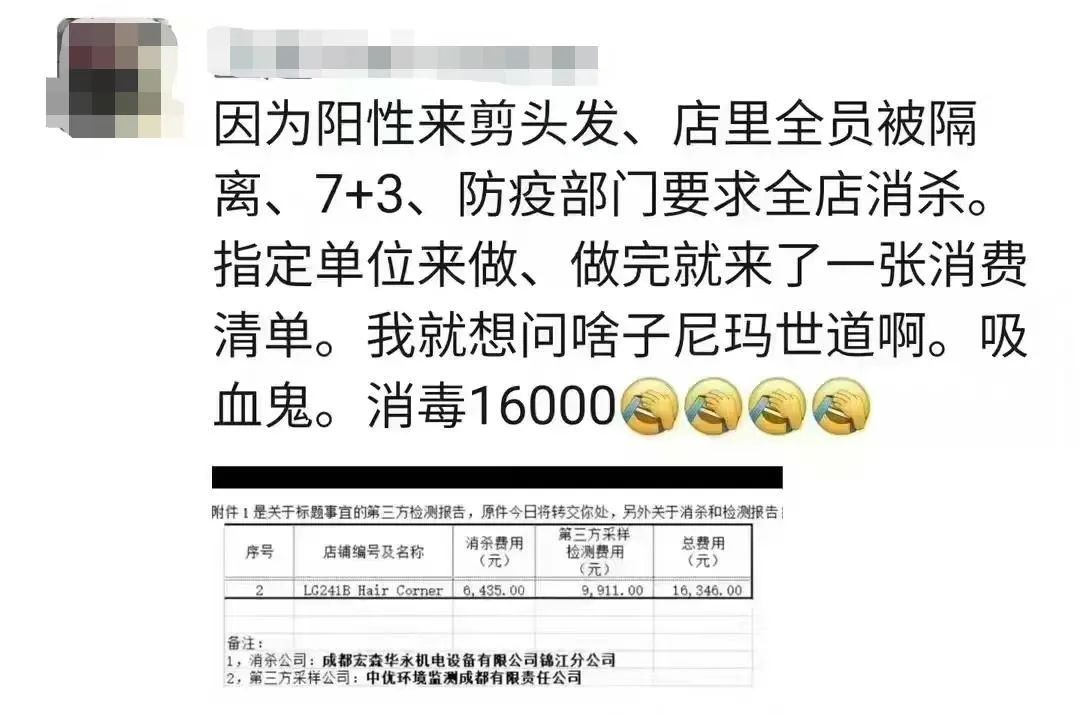 因为阳性来剪头发、店里全员被隔
离、7+3、防疫部门要求全店消杀。
指定单位来做、做完就来了一张消费
清单。我就想问啥子尼玛世道啊。吸
血鬼。消毒16000🤦🤦🤦🤦
附件1是关于标题事宜的第三方检测报告，原件今日将转交你处，另外关于消杀和检测报告
序号 店铺编号及名称 消杀费用（元） 第三方采样检测费用（元） 总费用（元）
2 LG241B Hair Corner 6,435.00 9,911.00 16,346.00
备注：
1，消杀公司：成都宏森华永机电设备有限公司锦江分公司
2，第三方采样公司：中优环境监测成都有限责任公司